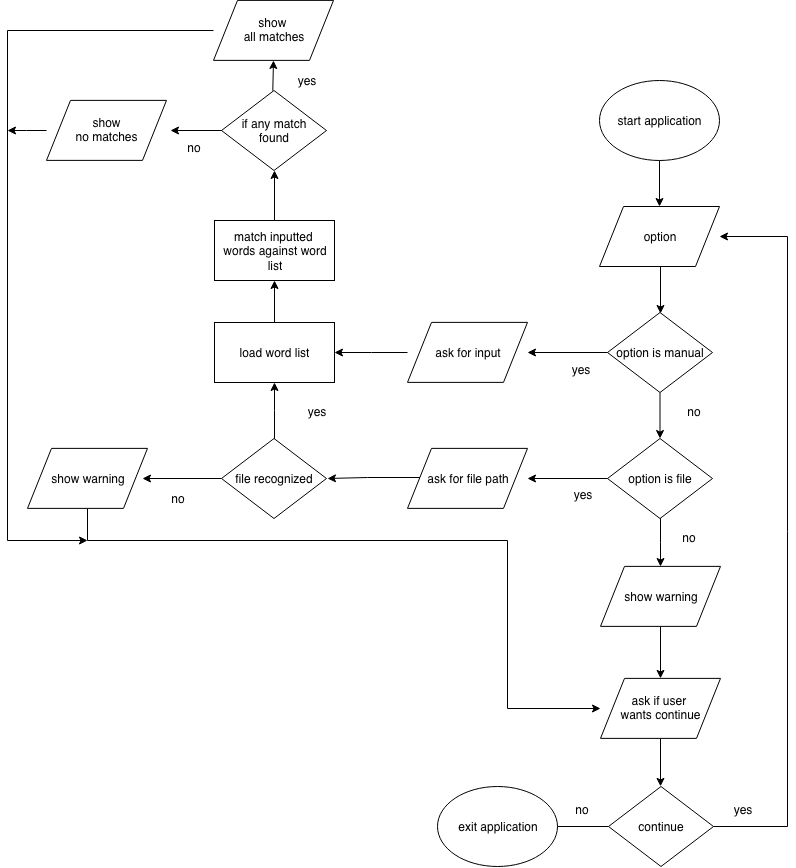 show
all matches
yes
if any match
found
no
show
no matches
start application
option
match inputted
words against word
list
load word list
ask for input
yes
option is manual
no
yes
file recognized
no
show warning
ask for file path
yes
option is file
no
show warning
ask if user
wants continue
continue
yes
no
exit application